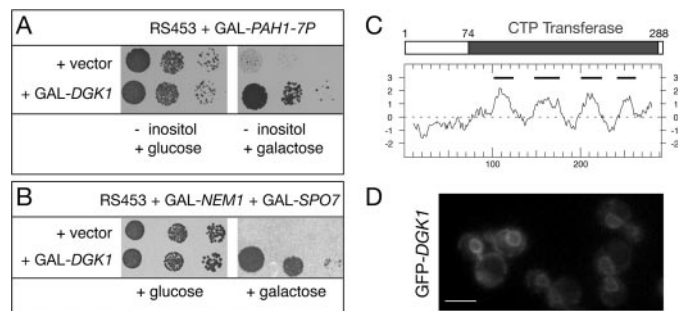 A
RS453 + GAL-PAH1-7P
+ vector
+ GAL-DGK1
- inositol
+ glucose
- inositol
+ galactose
B
RS453 + GAL-NEM1 + GAL-SPO7
+ vector
+ GAL-DGK1
+ glucose
+ galactose
C
CTP Transferase
1 74 288
3 3
2 2
1 1
0 0
-1 -1
-2 -2
100 200
D
GFP-DGK1